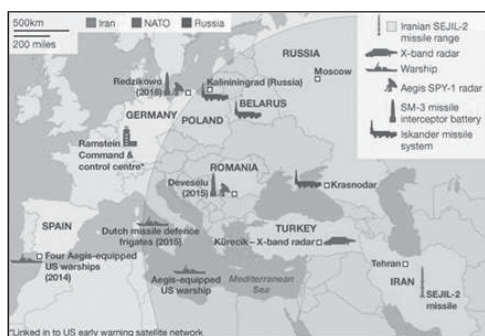 500km
200 miles
Iran NATO Russia
Iranian SEJIL-2
missile range
X-band radar
Warship
Aegis SPY-1 radar
SM-3 missile
interceptor battery
Iskander missile
system
RUSSIA
Moscow
Redzikowo
(2018)
Kalininingrad (Russia)
BELARUS
GERMANY
POLAND
Ramstein
Command &
control centre*
ROMANIA
Deveselu
(2015)
Krasnodar
SPAIN
Dutch missile defence
frigates (2015)
TURKEY
Kürecik – X-band radar
Four Aegis-equipped
US warships
(2014)
Aegis-equipped
US warship
Mediterranean
Sea
Tehran
IRAN
SEJIL-2
missile
*Linked in to US early warning satellite network